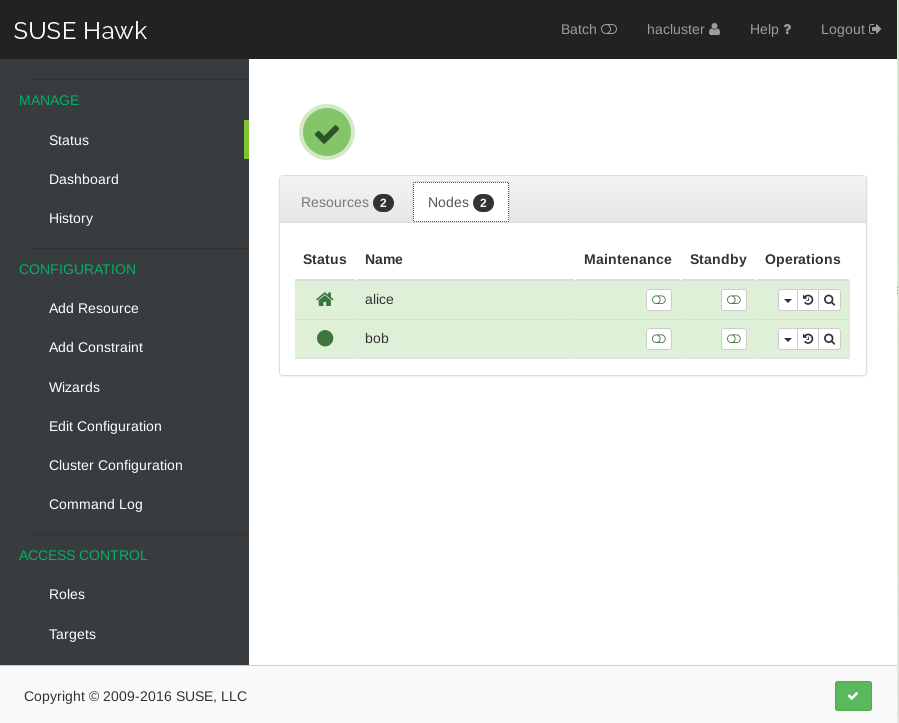 SUSE Hawk
Batch hacluster Help ? Logout
MANAGE
Status
Dashboard
History
CONFIGURATION
Add Resource
Add Constraint
Wizards
Edit Configuration
Cluster Configuration
Command Log
ACCESS CONTROL
Roles
Targets
Resources 2 Nodes 2
Status Name Maintenance Standby Operations
alice
bob
Copyright © 2009-2016 SUSE, LLC